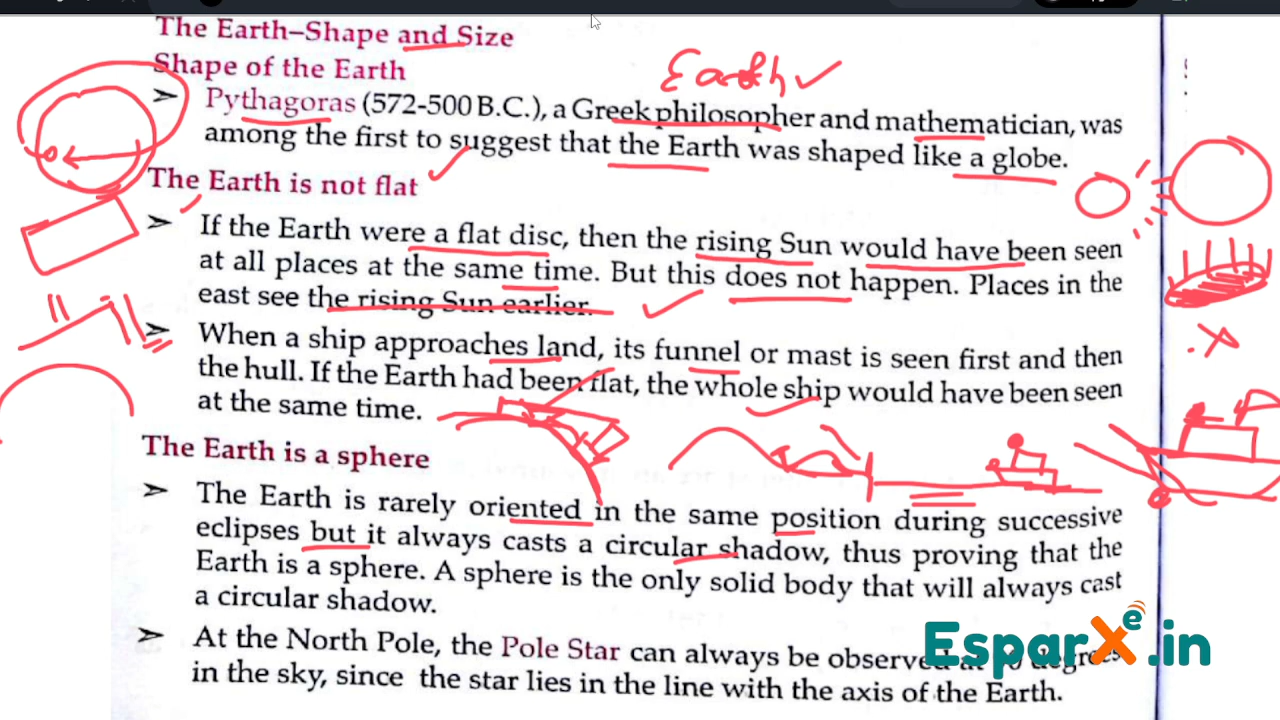 The Earth–Shape and Size
Shape of the Earth
Earth
➢ Pythagoras (572-500 B.C.), a Greek philosopher and mathematician, was
among the first to suggest that the Earth was shaped like a globe.
The Earth is not flat
➢ If the Earth were a flat disc, then the rising Sun would have been seen
at all places at the same time. But this does not happen. Places in the
east see the rising Sun earlier.
➢ When a ship approaches land, its funnel or mast is seen first and then
the hull. If the Earth had been flat, the whole ship would have been seen
at the same time.
The Earth is a sphere
➢ The Earth is rarely oriented in the same position during successive
eclipses but it always casts a circular shadow, thus proving that the
Earth is a sphere. A sphere is the only solid body that will always cast
a circular shadow.
➢ At the North Pole, the Pole Star can always be observed at degrees
in the sky, since the star lies in the line with the axis of the Earth.
EsparXe.in